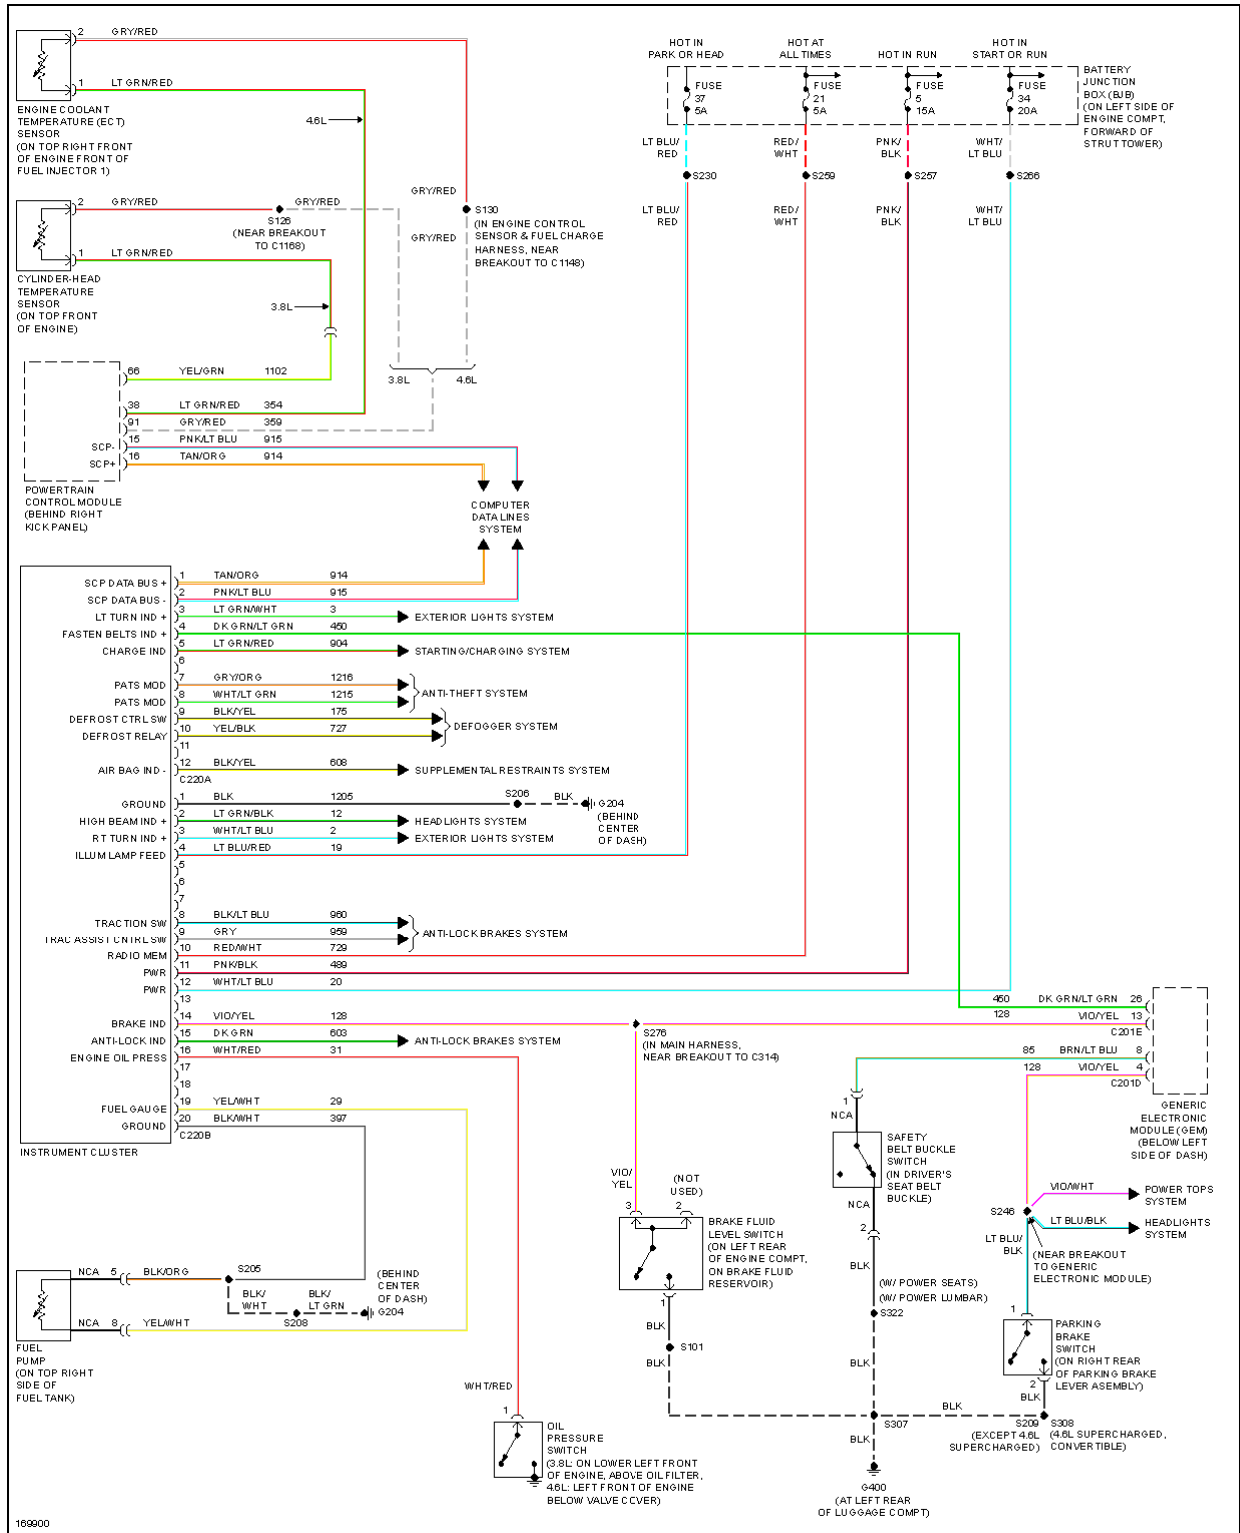 2 GRY/RED
1 LT GRN/RED
ENGINE COOLANT
TEMPERATURE (ECT)
SENSOR
(ON TOP RIGHT FRONT
OF ENGINE FRONT OF
FUEL INJECTOR 1)
4.6L
2 GRY/RED
GRY/RED
S126
(NEAR BREAKOUT
TO C1168)
1 LT GRN/RED
CYLINDER-HEAD
TEMPERATURE
SENSOR
(ON TOP FRONT
OF ENGINE)
3.8L
GRY/RED
S130
(IN ENGINE CONTROL
SENSOR & FUEL CHARGE
HARNESS, NEAR
BREAKOUT TO C1148)
GRY/RED
3.8L
4.6L
HOT IN
PARK OR HEAD
HOT AT
ALL TIMES
HOT IN RUN
HOT IN
START OR RUN
FUSE
37
5A
FUSE
21
5A
FUSE
5
15A
FUSE
34
20A
BATTERY
JUNCTION
BOX (BJB)
(ON LEFT SIDE OF
ENGINE COMPT,
FORWARD OF
STRUT TOWER)
LT BLU/
RED
RED/
WHT
PNK/
BLK
WHT/
LT BLU
S230
S259
S257
S266
LT BLU/
RED
RED/
WHT
PNK/
BLK
WHT/
LT BLU
66 YEL/GRN 1102
38 LT GRN/RED 354
91 GRY/RED 359
SCP- 15 PNK/LT BLU 915
SCP+ 16 TAN/ORG 914
POWERTRAIN
CONTROL MODULE
(BEHIND RIGHT
KICK PANEL)
COMPUTER
DATA LINES
SYSTEM
SCP DATA BUS + 1 TAN/ORG 914
SCP DATA BUS - 2 PNK/LT BLU 915
LT TURN IND + 3 LT GRN/WHT 3 EXTERIOR LIGHTS SYSTEM
FASTEN BELTS IND + 4 DK GRN/LT GRN 450
CHARGE IND 5 LT GRN/RED 904 STARTING/CHARGING SYSTEM
6
PATS MOD 7 GRY/ORG 1216
PATS MOD 8 WHT/LT GRN 1215
ANTI-THEFT SYSTEM
DEFROST CTRL SW 9 BLK/YEL 175
DEFROST RELAY 10 YEL/BLK 727
DEFOGGER SYSTEM
11
AIR BAG IND - 12 BLK/YEL 608 SUPPLEMENTAL RESTRAINTS SYSTEM
C220A
GROUND 1 BLK 1205
S206
BLK
G204
(BEHIND
CENTER
OF DASH)
HIGH BEAM IND + 2 LT GRN/BLK 12 HEADLIGHTS SYSTEM
RT TURN IND + 3 WHT/LT BLU 2 EXTERIOR LIGHTS SYSTEM
ILLUM LAMP FEED 4 LT BLU/RED 19
5
6
7
TRACTION SW 8 BLK/LT BLU 960
TRAC ASSIST CNTRL SW 9 GRY 959
ANTI-LOCK BRAKES SYSTEM
RADIO MEM 10 RED/WHT 729
PWR 11 PNK/BLK 489
PWR 12 WHT/LT BLU 20
13
BRAKE IND 14 VIO/YEL 128
ANTI-LOCK IND 15 DK GRN 603 ANTI-LOCK BRAKES SYSTEM
ENGINE OIL PRESS 16 WHT/RED 31
17
18
FUEL GAUGE 19 YEL/WHT 29
GROUND 20 BLK/WHT 397
C220B
INSTRUMENT CLUSTER
S276
(IN MAIN HARNESS,
NEAR BREAKOUT TO C314)
450 DK GRN/LT GRN 26
128 VIO/YEL 13
C201E
85 BRN/LT BLU 8
128 VIO/YEL 4
C201D
GENERIC
ELECTRONIC
MODULE (GEM)
(BELOW LEFT
SIDE OF DASH)
1
NCA
SAFETY
BELT BUCKLE
SWITCH
(IN DRIVER'S
SEAT BELT
BUCKLE)
NCA
2
BLK
(W/ POWER SEATS)
(W/ POWER LUMBAR)
S322
BLK
VIO/WHT
POWER TOPS
SYSTEM
S246
LT BLU/BLK
HEADLIGHTS
SYSTEM
LT BLU/
BLK
(NEAR BREAKOUT
TO GENERIC
ELECTRONIC MODULE)
VIO/
YEL
(NOT
USED)
3
2
BRAKE FLUID
LEVEL SWITCH
(ON LEFT REAR
OF ENGINE COMPT,
ON BRAKE FLUID
RESERVOIR)
1
BLK
S101
BLK
1
PARKING
BRAKE
SWITCH
(ON RIGHT REAR
OF PARKING BRAKE
LEVER ASEMBLY)
2
BLK
BLK
S307
S209
(EXCEPT 4.6L
SUPERCHARGED)
S308
(4.6L SUPERCHARGED,
CONVERTIBLE)
BLK
G400
(AT LEFT REAR
OF LUGGAGE COMPT)
NCA 5 BLK/ORG
S205
BLK/
WHT
BLK/
LT GRN
S208
(BEHIND
CENTER
OF DASH)
G204
NCA 8 YEL/WHT
FUEL
PUMP
(ON TOP RIGHT
SIDE OF
FUEL TANK)
WHT/RED
1
OIL
PRESSURE
SWITCH
(3.8L: ON LOWER LEFT FRONT
OF ENGINE, ABOVE OIL FILTER,
4.6L: LEFT FRONT OF ENGINE
BELOW VALVE COVER)
169900